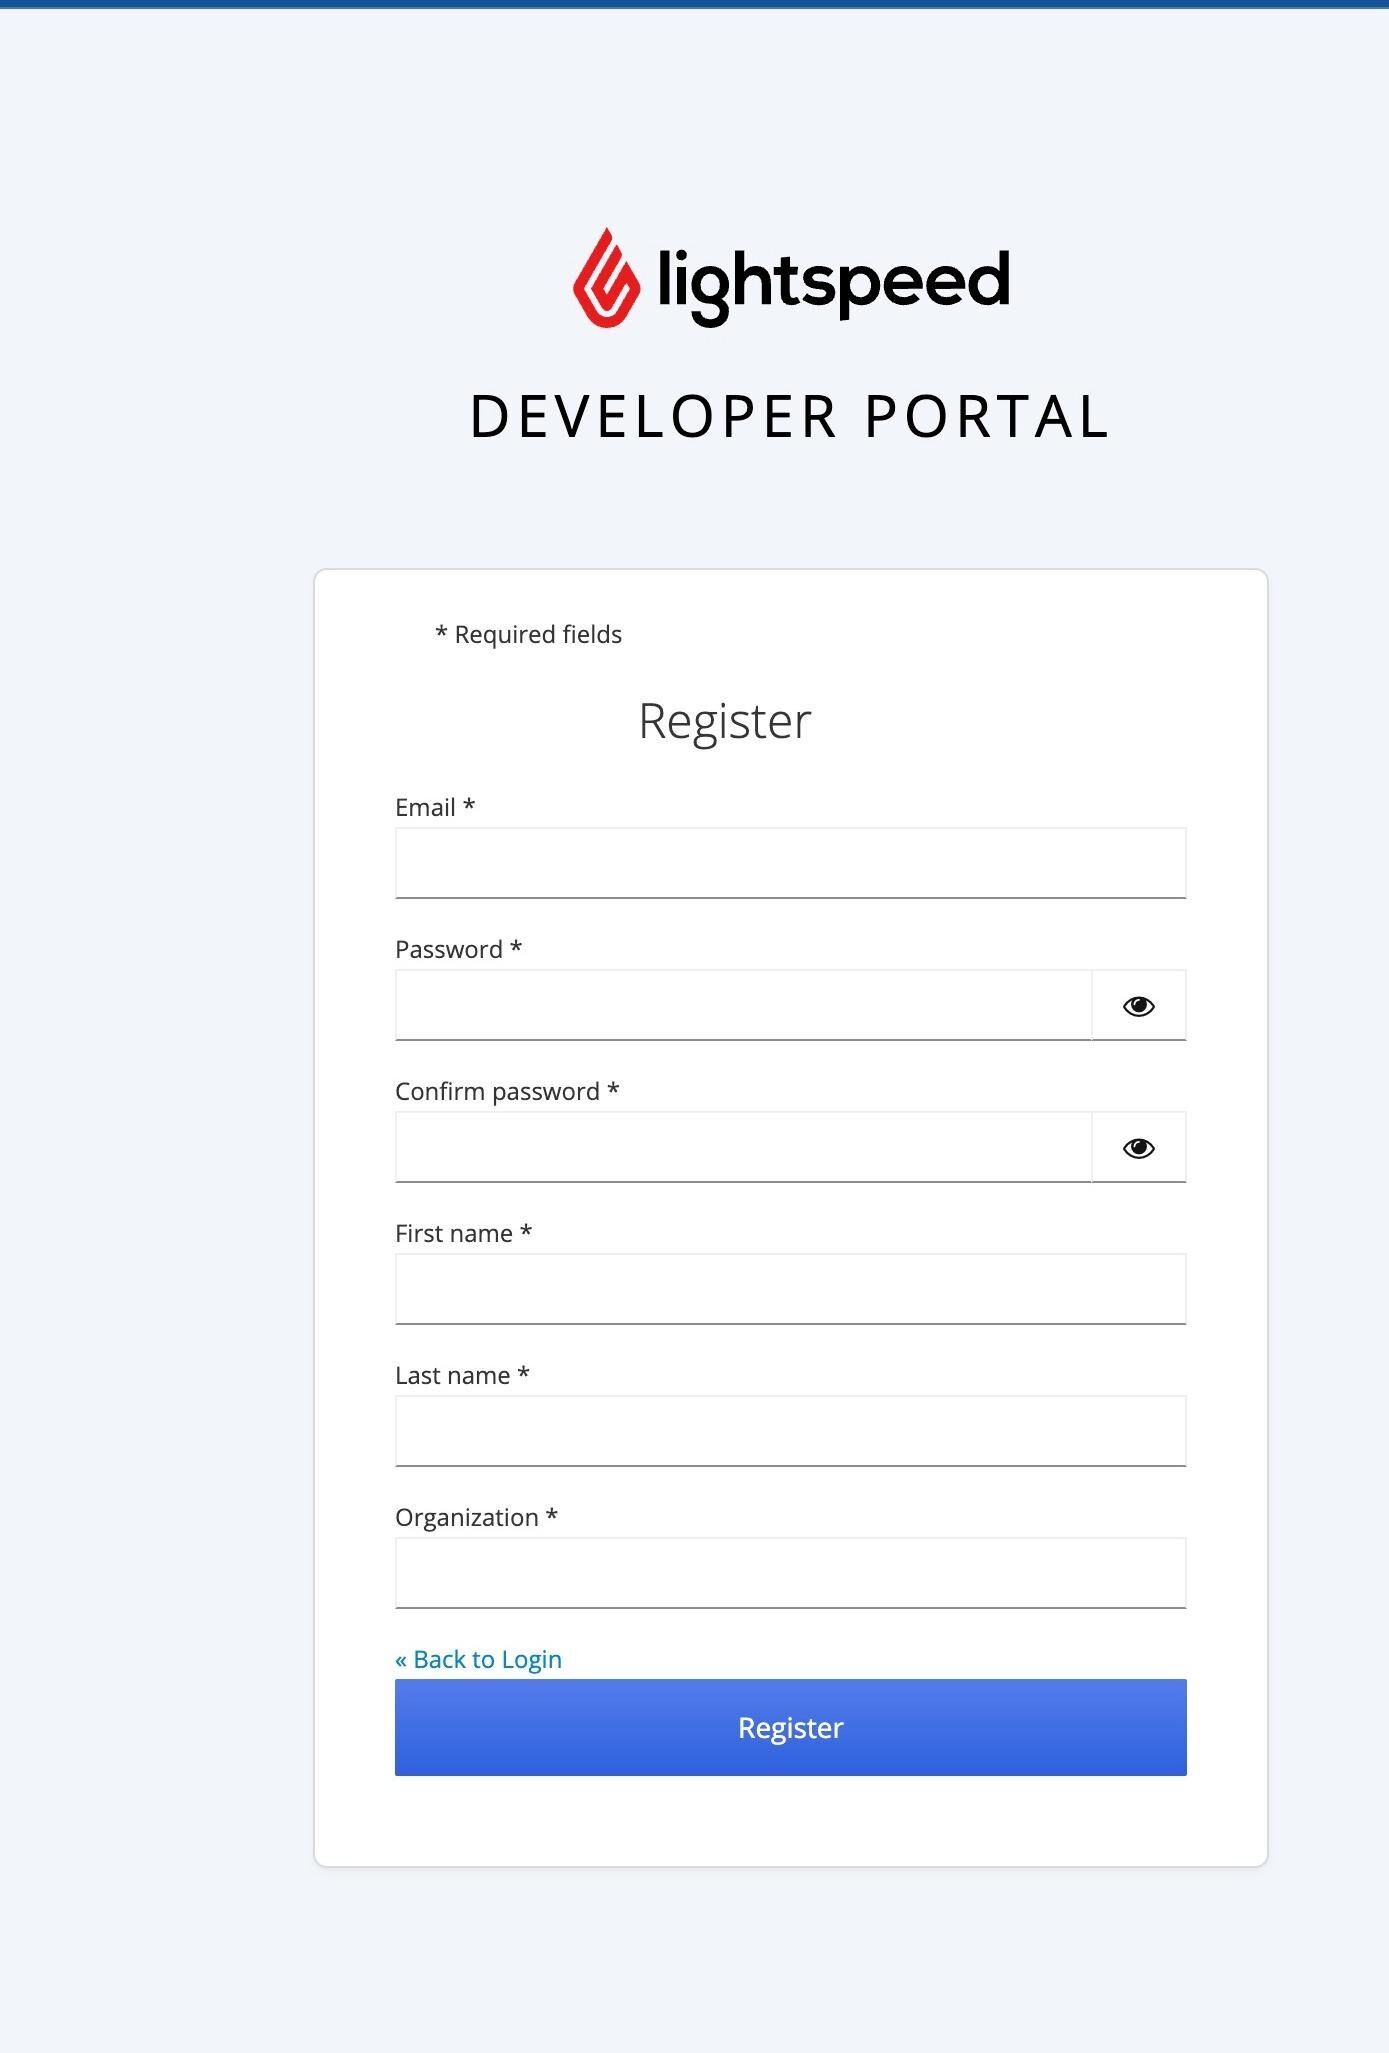 lightspeed
DEVELOPER PORTAL
* Required fields
Register
Email *
Password *
Confirm password *
First name *
Last name *
Organization *
« Back to Login
Register